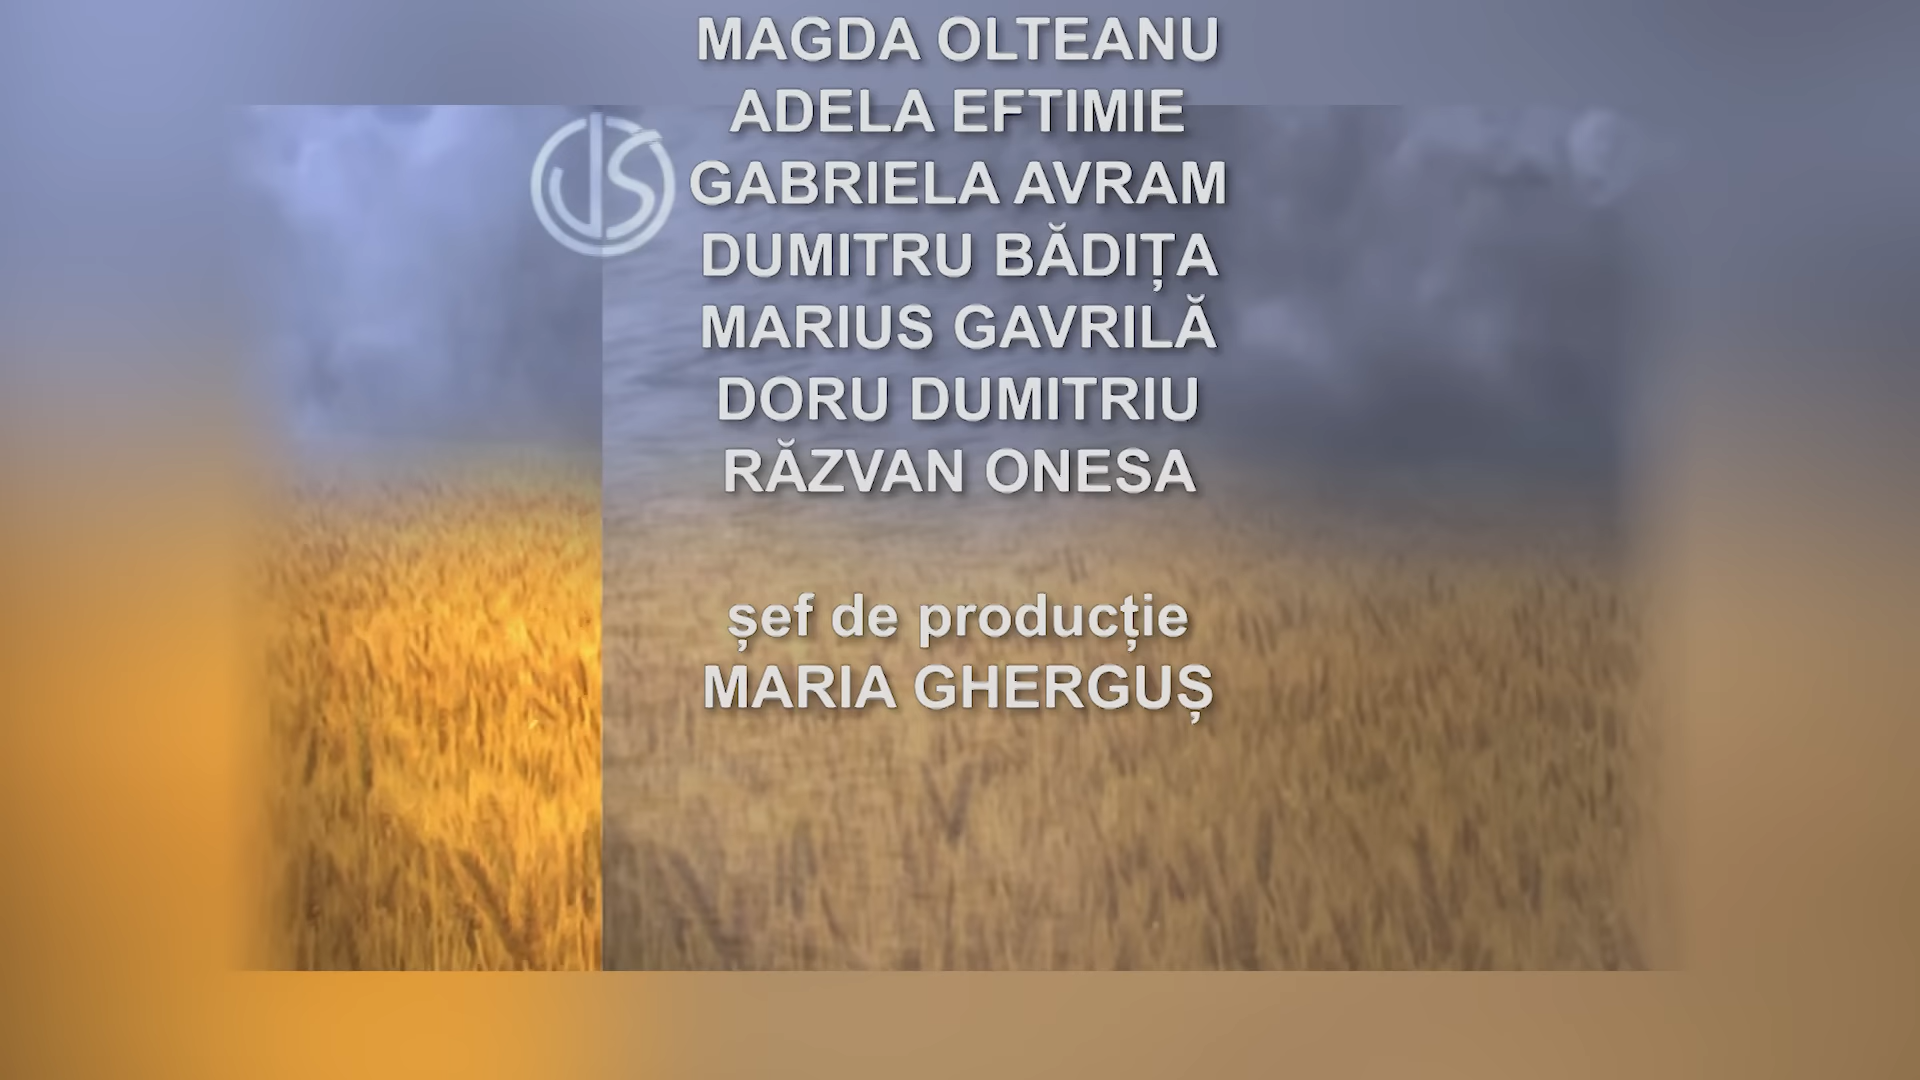 MAGDA OLTEANU
ADELA EFTIMIE
GABRIELA AVRAM
DUMITRU BĂDIȚA
MARIUS GAVRILĂ
DORU DUMITRIU
RĂZVAN ONESA
șef de producție
MARIA GHERGUȘ